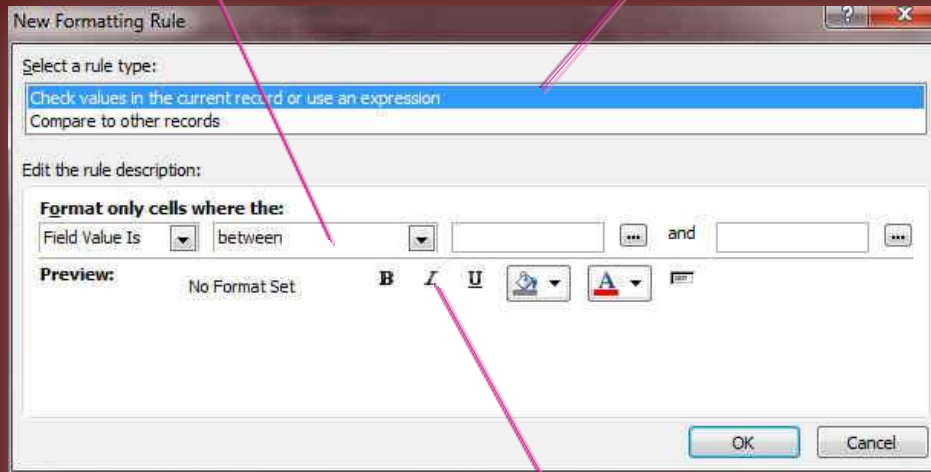 New Formatting Rule
Select a rule type:
Check values in the current record or use an expression
Compare to other records
Edit the rule description:
Format only cells where the:
Field Value Is between ... and ...
Preview: No Format Set B I U A
OK Cancel